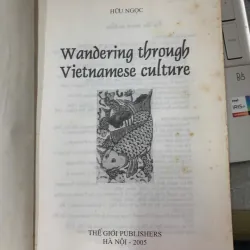 HỮU NGỌC
Wandering through
Vietnamese culture
THẾ GIỚI PUBLISHERS
HÀ NỘI - 2005